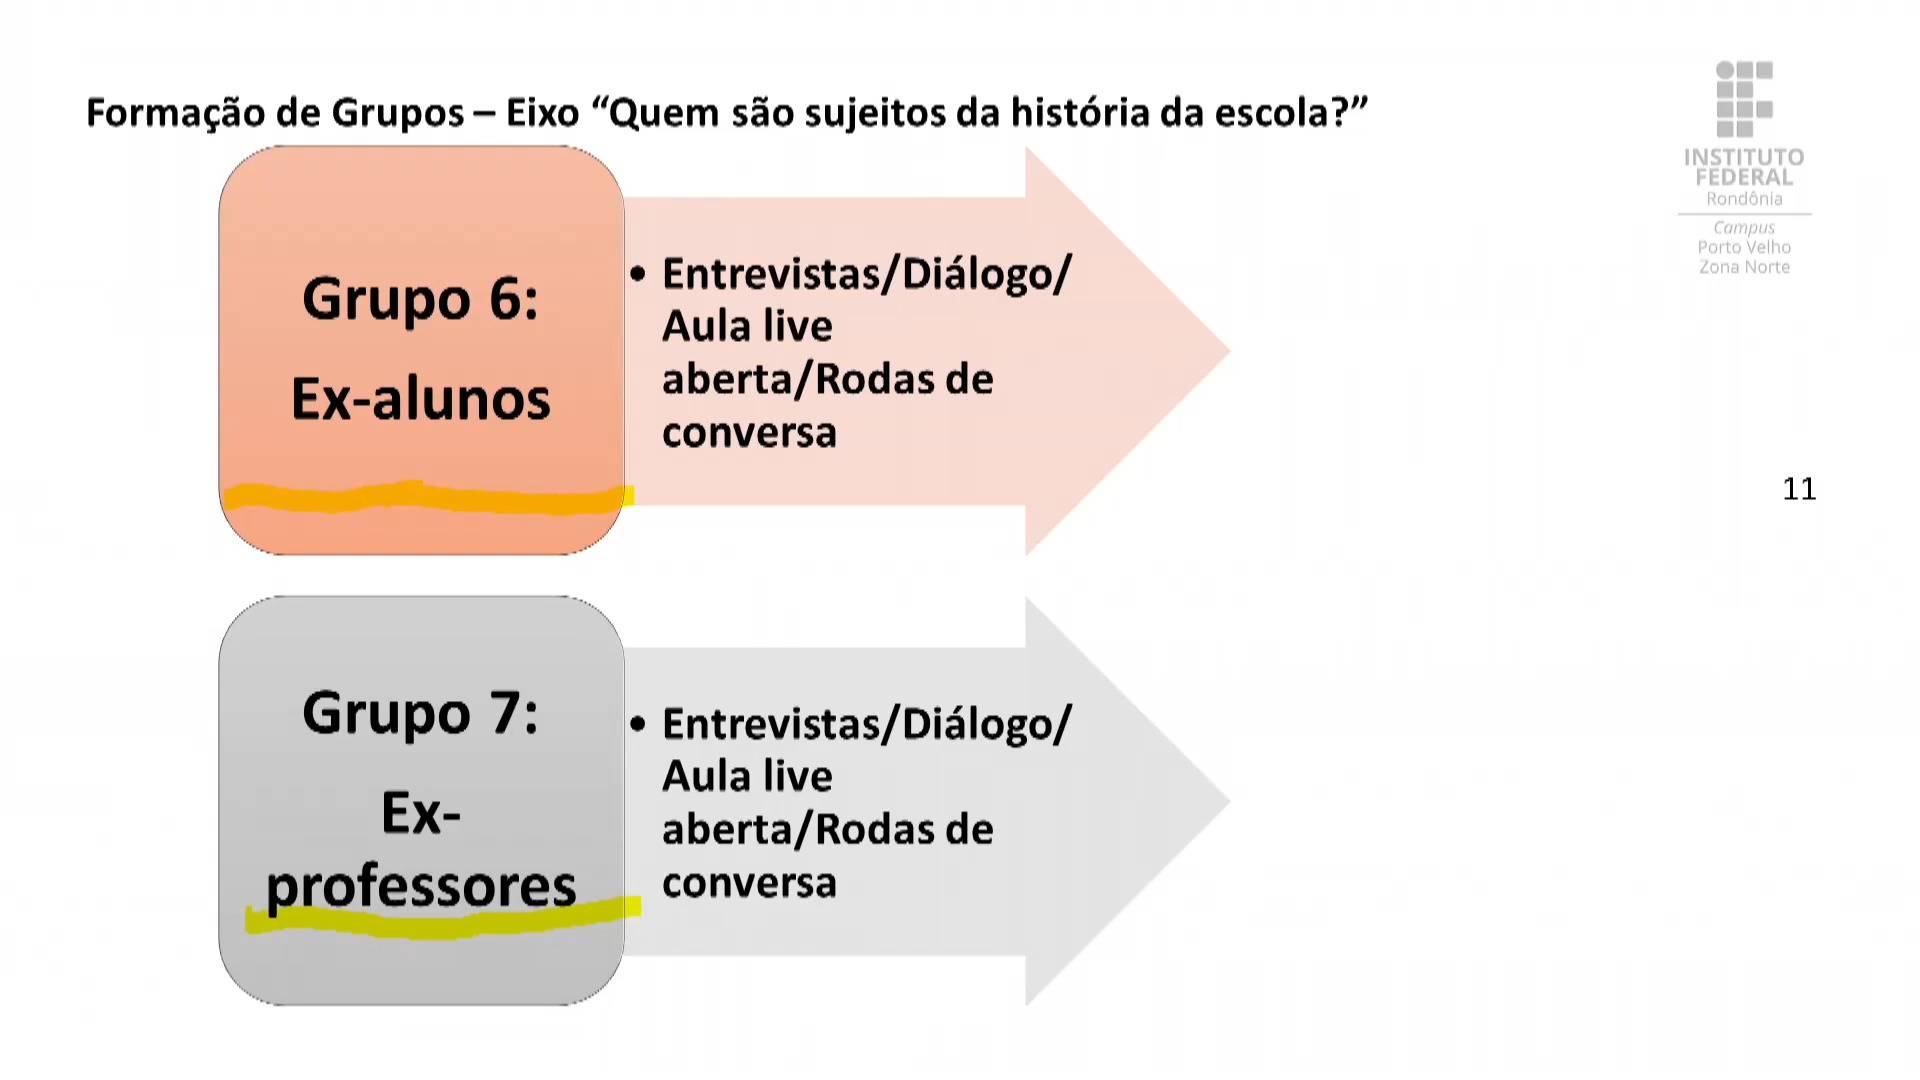 Formação de Grupos – Eixo “Quem são sujeitos da história da escola?”
INSTITUTO
FEDERAL
Rondônia
Campus
Porto Velho
Zona Norte
Grupo 6:
Ex-alunos
• Entrevistas/Diálogo/
Aula live
aberta/Rodas de
conversa
11
Grupo 7:
Ex-
professores
• Entrevistas/Diálogo/
Aula live
aberta/Rodas de
conversa